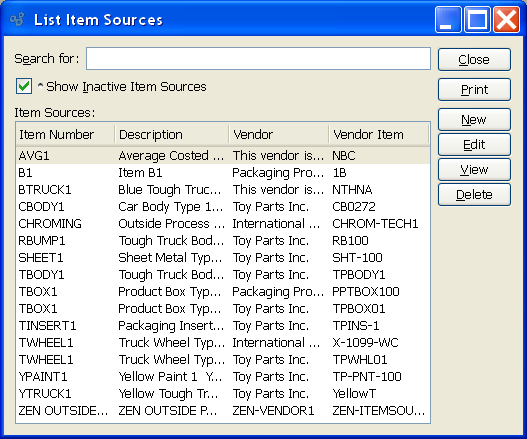 List Item Sources
Search for:
Close
^ Show Inactive Item Sources
Print
Item Sources:
New
Item Number Description Vendor Vendor Item
Edit
AVG1 Average Costed ... This vendor is... NBC
View
B1 Item B1 Packaging Pro... 1B
Delete
BTRUCK1 Blue Tough Truc... This vendor is... NTHNA
CBODY1 Car Body Type 1... Toy Parts Inc. CB0272
CHROMING Outside Process ... International ... CHROM-TECH1
RBUMP1 Tough Truck Bod... Toy Parts Inc. RB100
SHEET1 Sheet Metal Typ... Toy Parts Inc. SHT-100
TBODY1 Tough Truck Bod... Toy Parts Inc. TPBODY1
TBOX1 Product Box Typ... Packaging Pro... PPTBOX100
TBOX1 Product Box Typ... Toy Parts Inc. TPBOX01
TINSERT1 Packaging Insert... Toy Parts Inc. TPINS-1
TWHEEL1 Truck Wheel Typ... International ... X-1099-WC
TWHEEL1 Truck Wheel Typ... Toy Parts Inc. TPWHL01
YPAINT1 Yellow Paint 1 Y... Toy Parts Inc. TP-PNT-100
YTRUCK1 Yellow Tough Tr... Toy Parts Inc. YellowT
ZEN OUTSIDE... ZEN OUTSIDE P... ZEN-VENDOR1 ZEN-ITEMSOU...